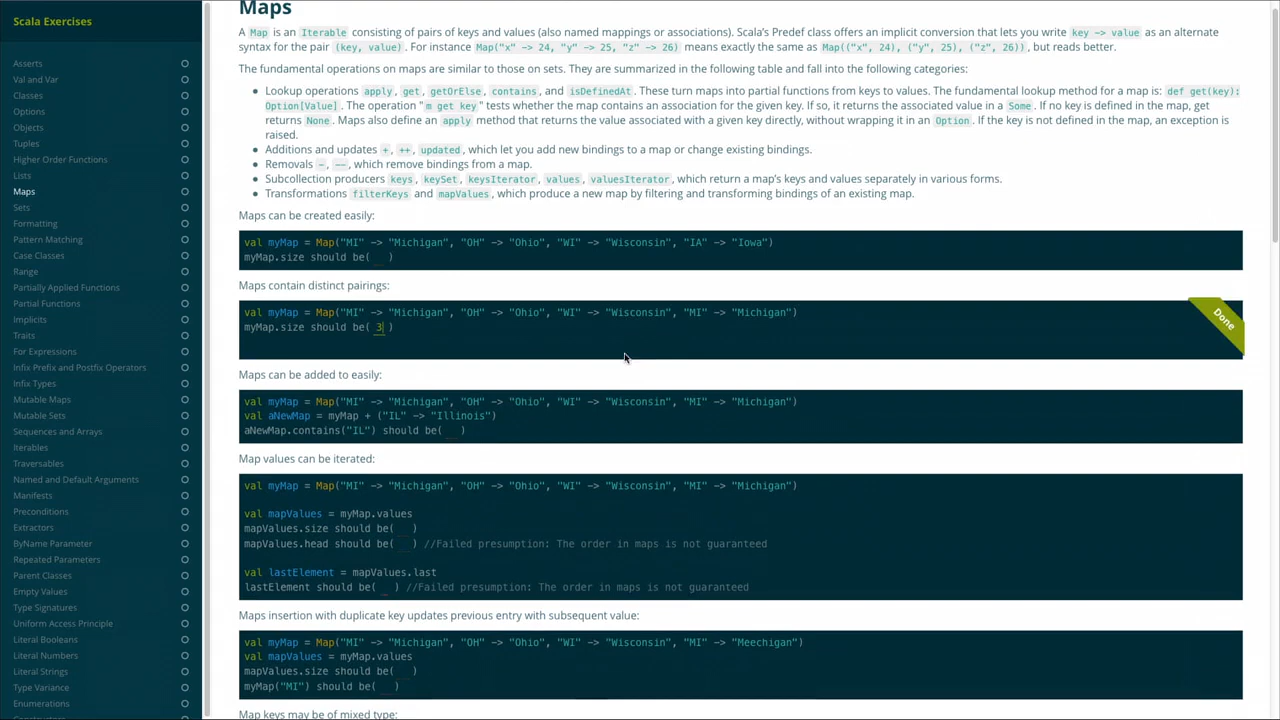 Scala Exercises
Asserts
Val and Var
Classes
Options
Objects
Tuples
Higher Order Functions
Lists
Maps
Sets
Formatting
Pattern Matching
Case Classes
Range
Partially Applied Functions
Partial Functions
Implicits
Traits
For Expressions
Infix Prefix and Postfix Operators
Infix Types
Mutable Maps
Mutable Sets
Sequences and Arrays
Iterables
Traversables
Named and Default Arguments
Manifests
Preconditions
Extractors
ByName Parameter
Repeated Parameters
Parent Classes
Empty Values
Type Signatures
Uniform Access Principle
Literal Booleans
Literal Numbers
Literal Strings
Type Variance
Enumerations
Maps
A Map is an Iterable consisting of pairs of keys and values (also named mappings or associations). Scala's Predef class offers an implicit conversion that lets you write key -> value as an alternate
syntax for the pair (key, value). For instance Map("x" -> 24, "y" -> 25, "z" -> 26) means exactly the same as Map(("x", 24), ("y", 25), ("z", 26)), but reads better.
The fundamental operations on maps are similar to those on sets. They are summarized in the following table and fall into the following categories:
• Lookup operations apply, get, getOrElse, contains, and isDefinedAt. These turn maps into partial functions from keys to values. The fundamental lookup method for a map is: def get(key):
Option[Value]. The operation "m get key" tests whether the map contains an association for the given key. If so, it returns the associated value in a Some. If no key is defined in the map, get
returns None. Maps also define an apply method that returns the value associated with a given key directly, without wrapping it in an Option. If the key is not defined in the map, an exception is
raised.
• Additions and updates +, ++, updated, which let you add new bindings to a map or change existing bindings.
• Removals -, --, which remove bindings from a map.
• Subcollection producers keys, keySet, keysIterator, values, valuesIterator, which return a map's keys and values separately in various forms.
• Transformations filterKeys and mapValues, which produce a new map by filtering and transforming bindings of an existing map.
Maps can be created easily:
val myMap = Map("MI" -> "Michigan", "OH" -> "Ohio", "WI" -> "Wisconsin", "IA" -> "Iowa")
myMap.size should be( )
Maps contain distinct pairings:
val myMap = Map("MI" -> "Michigan", "OH" -> "Ohio", "WI" -> "Wisconsin", "MI" -> "Michigan")
myMap.size should be( 3 )
Done
Maps can be added to easily:
val myMap = Map("MI" -> "Michigan", "OH" -> "Ohio", "WI" -> "Wisconsin", "MI" -> "Michigan")
val aNewMap = myMap + ("IL" -> "Illinois")
aNewMap.contains("IL") should be( )
Map values can be iterated:
val myMap = Map("MI" -> "Michigan", "OH" -> "Ohio", "WI" -> "Wisconsin", "MI" -> "Michigan")
val mapValues = myMap.values
mapValues.size should be( )
mapValues.head should be( ) //Failed presumption: The order in maps is not guaranteed
val lastElement = mapValues.last
lastElement should be( ) //Failed presumption: The order in maps is not guaranteed
Maps insertion with duplicate key updates previous entry with subsequent value:
val myMap = Map("MI" -> "Michigan", "OH" -> "Ohio", "WI" -> "Wisconsin", "MI" -> "Meechigan")
val mapValues = myMap.values
mapValues.size should be( )
myMap("MI") should be( )
Map keys may be of mixed type: